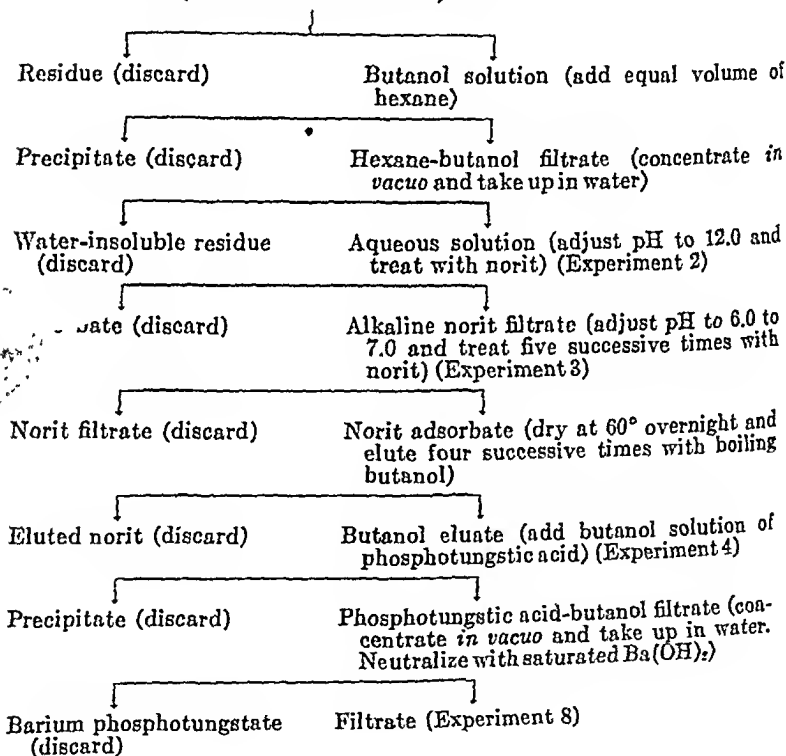 Residue (discard)
Butanol solution (add equal volume of
hexane)
Precipitate (discard)
Hexane-butanol filtrate (concentrate in
vacuo and take up in water)
Water-insoluble residue
(discard)
Aqueous solution (adjust pH to 12.0 and
treat with norit) (Experiment 2)
(discard)
Alkaline norit filtrate (adjust pH to 6.0 to
7.0 and treat five successive times with
norit) (Experiment 3)
Norit filtrate (discard)
Norit adsorbate (dry at 60° overnight and
elute four successive times with boiling
butanol)
Eluted norit (discard)
Butanol eluate (add butanol solution of
phosphotungstic acid) (Experiment 4)
Precipitate (discard)
Phosphotungstic acid-butanol filtrate (con-
centrate in vacuo and take up in water.
Neutralize with saturated Ba(OH)₂)
Barium phosphotungstate
(discard)
Filtrate (Experiment 8)